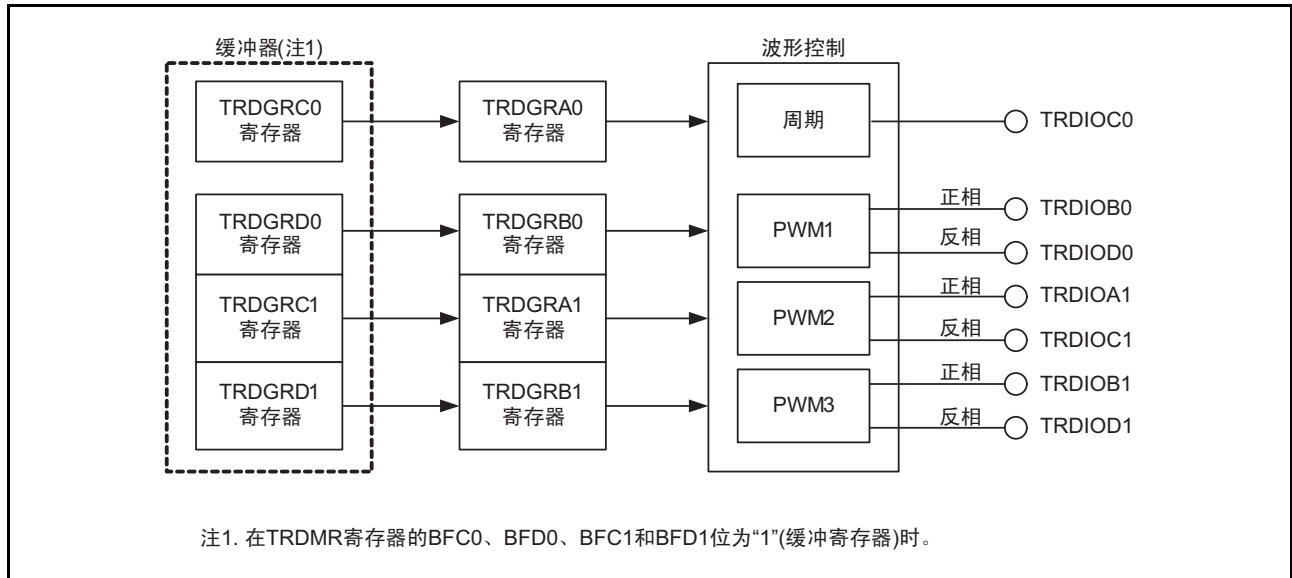 缓冲器(注1)
波形控制
TRDGRC0
寄存器
TRDGRA0
寄存器
周期
TRDIOC0
TRDGRD0
寄存器
TRDGRB0
寄存器
PWM1
正相
TRDIOB0
反相
TRDIOD0
TRDGRC1
寄存器
TRDGRA1
寄存器
PWM2
正相
TRDIOA1
反相
TRDIOC1
TRDGRD1
寄存器
TRDGRB1
寄存器
PWM3
正相
TRDIOB1
反相
TRDIOD1
注1. 在TRDMR寄存器的BFC0、BFD0、BFC1和BFD1位为“1”(缓冲寄存器)时。